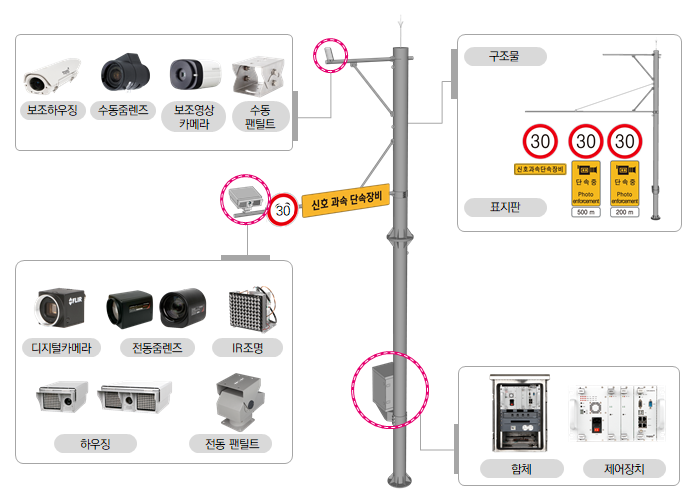 보조하우징
수동줌렌즈
보조영상
카메라
수동
팬틸트
구조물
30
30
30
신호과속단속장비
단 속 중
Photo
enforcement
500 m
단 속 중
Photo
enforcement
200 m
표지판
30
신호 과속 단속장비
FLIR
디지털카메라
전동줌렌즈
IR조명
하우징
전동 팬틸트
함체
제어장치